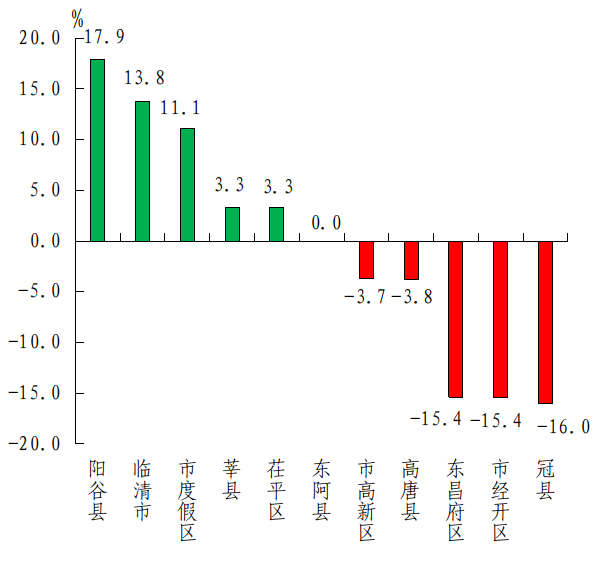 %
20.0
15.0
10.0
5.0
0.0
-5.0
-10.0
-15.0
-20.0
17.9
13.8
11.1
3.3
3.3
0.0
-3.7
-3.8
-15.4
-15.4
-16.0
阳谷县
临清市
市度假区
莘县
茌平区
东阿县
市高新区
高唐县
东昌府区
市经开区
冠县